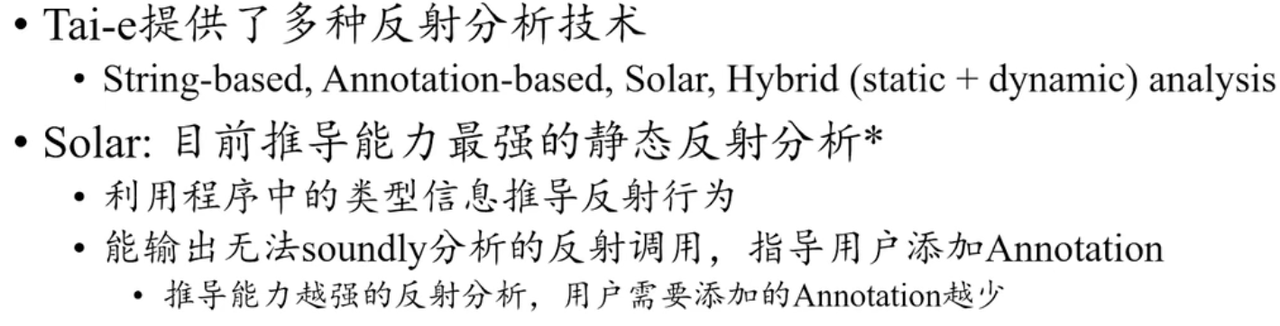 • Tai-e提供了多种反射分析技术
• String-based, Annotation-based, Solar, Hybrid (static + dynamic) analysis
• Solar: 目前推导能力最强的静态反射分析*
• 利用程序中的类型信息推导反射行为
• 能输出无法soundly分析的反射调用，指导用户添加Annotation
• 推导能力越强的反射分析，用户需要添加的Annotation越少